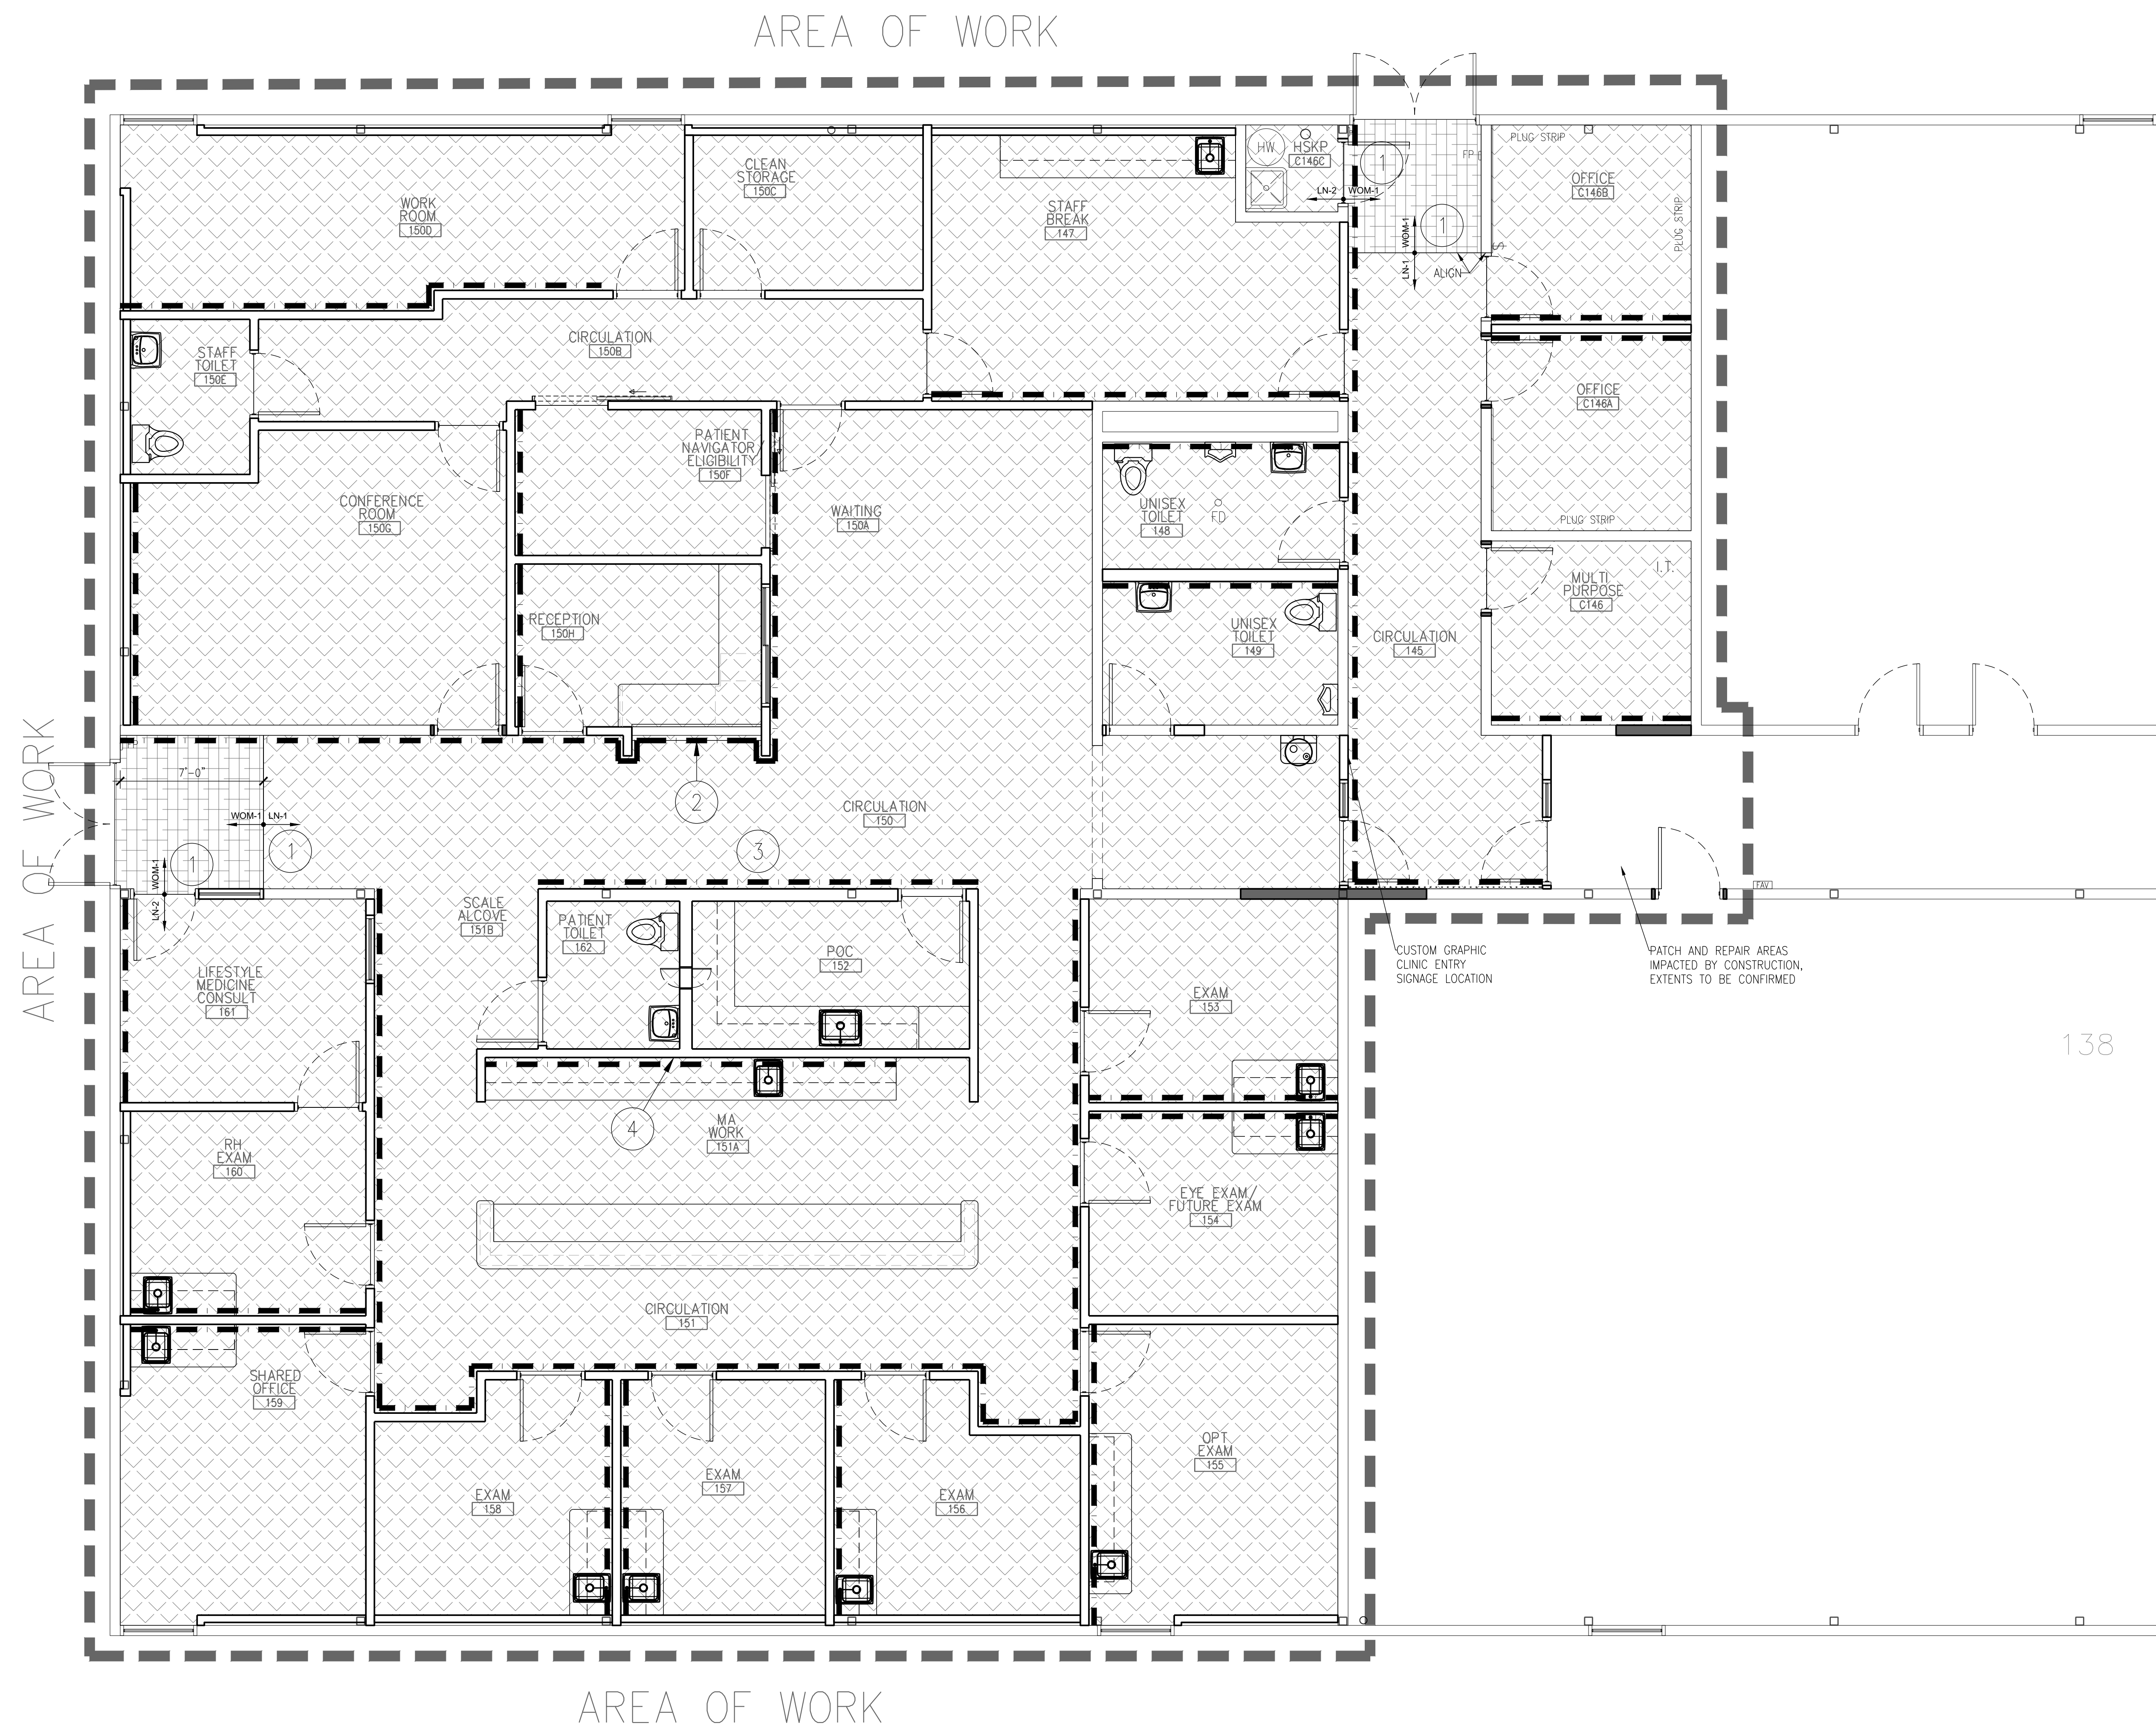 AREA OF WORK
PLUG STRIP
CLEAN
STORAGE
150C
HW
HSKP
C146C
1
FP
OFFICE
C146B
LN-2
WOM-1
WORK
ROOM
150D
STAFF
BREAK
147
PLUG STRIP
WOM-1
1
S
LN-1
ALIGN
CIRCULATION
150B
STAFF
TOILET
150E
OFFICE
C146A
PATIENT
NAVIGATOR/
ELIGIBILITY
150F
CONFERENCE
ROOM
150G
WAITING
150A
UNISEX
TOILET
148
FD
PLUG STRIP
I.T.
MULTI
PURPOSE
C146
RECEPTION
150H
UNISEX
TOILET
149
CIRCULATION
145
AREA OF WORK
7'-0"
2
CIRCULATION
150
WOM-1
LN-1
1
1
3
WOM-1
LN-2
FAV
SCALE
ALCOVE
151B
PATIENT
TOILET
162
POC
152
CUSTOM GRAPHIC
CLINIC ENTRY
SIGNAGE LOCATION
PATCH AND REPAIR AREAS
IMPACTED BY CONSTRUCTION,
EXTENTS TO BE CONFIRMED
LIFESTYLE
MEDICINE
CONSULT
161
EXAM
153
138
4
MA
WORK
151A
RH
EXAM
160
EYE EXAM/
FUTURE EXAM
154
CIRCULATION
151
SHARED
OFFICE
159
OPT
EXAM
155
EXAM
158
EXAM
157
EXAM
156
AREA OF WORK